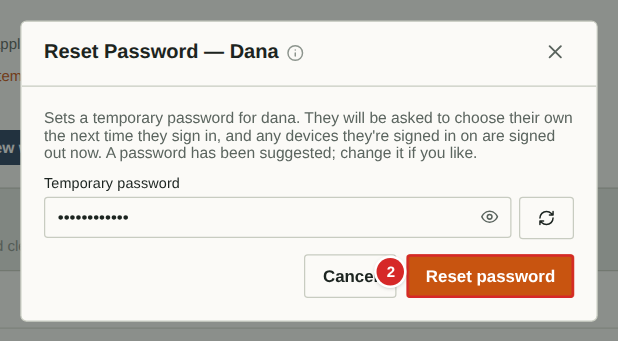 Reset Password — Dana
Sets a temporary password for dana. They will be asked to choose their own
the next time they sign in, and any devices they're signed in on are signed
out now. A password has been suggested; change it if you like.
Temporary password
••••••••••••
2
Reset password